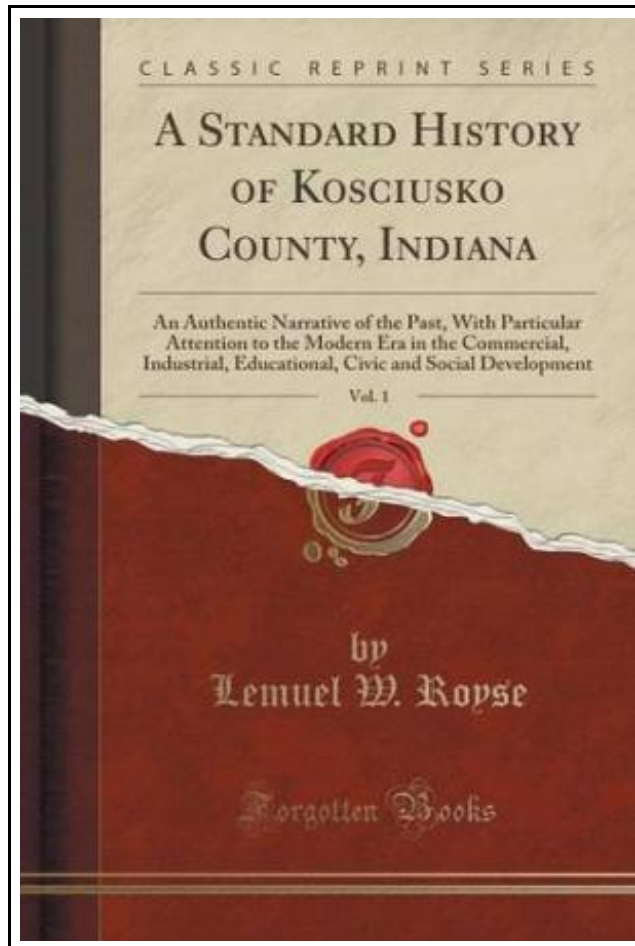 CLASSIC REPRINT SERIES
A STANDARD HISTORY
OF KOSCIUSKO
COUNTY, INDIANA
An Authentic Narrative of the Past, With Particular
Attention to the Modern Era in the Commercial,
Industrial, Educational, Civic and Social Development
Vol. 1
by
Lemuel W. Royse
Forgotten Books